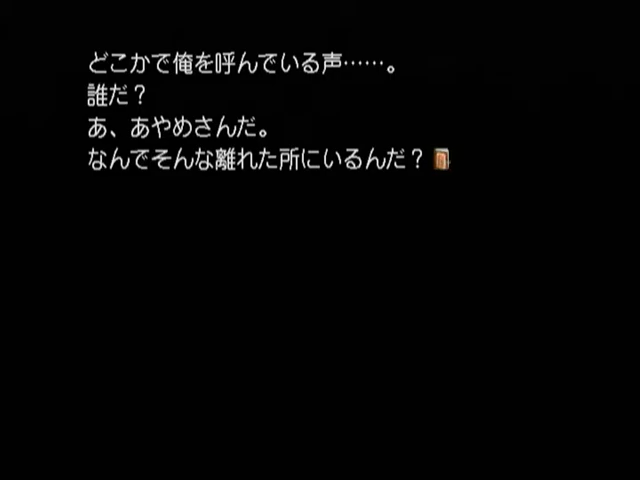 どこかで俺を呼んでいる声……。
誰だ？
あ、あやめさんだ。
なんでそんな離れた所にいるんだ？